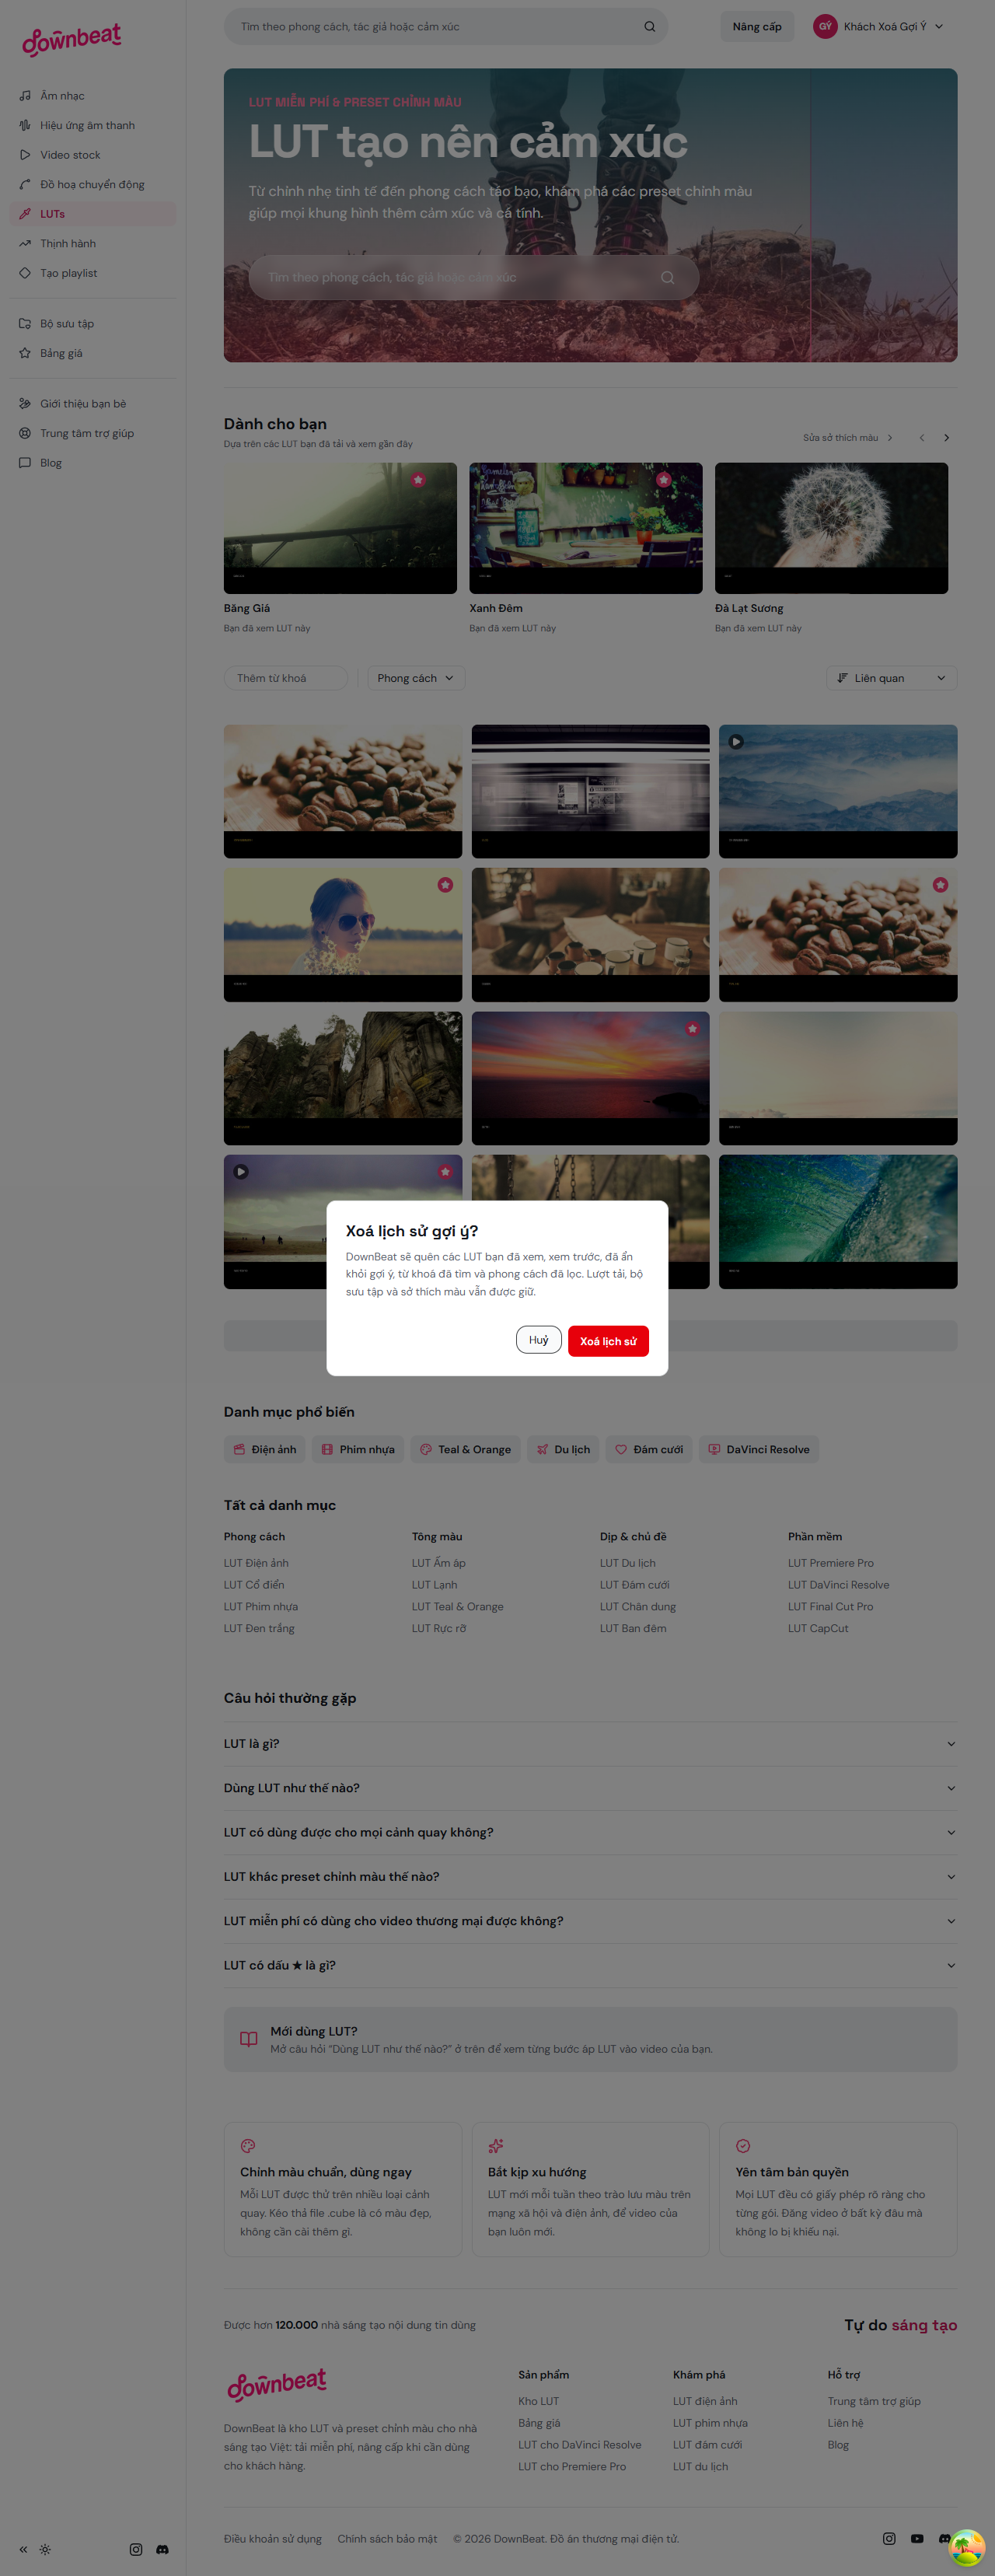 downbeat
Tìm theo phong cách, tác giả hoặc cảm xúc
Nâng cấp
GÝ
Khách Xoá Gợi Ý
Âm nhạc
Hiệu ứng âm thanh
Video stock
Đồ hoạ chuyển động
LUTs
Thịnh hành
Tạo playlist
Bộ sưu tập
Bảng giá
Giới thiệu bạn bè
Trung tâm trợ giúp
Blog
LUT MIỄN PHÍ & PRESET CHỈNH MÀU
LUT tạo nên cảm xúc
Từ chỉnh nhẹ tinh tế đến phong cách táo bạo, khám phá các preset chỉnh màu
giúp mọi khung hình thêm cảm xúc và cá tính.
Tìm theo phong cách, tác giả hoặc cảm xúc
Dành cho bạn
Dựa trên các LUT bạn đã tải và xem gần đây
Sửa sở thích màu
Băng Giá
Bạn đã xem LUT này
Xanh Đêm
Bạn đã xem LUT này
Đà Lạt Sương
Bạn đã xem LUT này
Thêm từ khoá
Phong cách
Liên quan
Xoá lịch sử gợi ý?
DownBeat sẽ quên các LUT bạn đã xem, xem trước, đã ẩn
khỏi gợi ý, từ khoá đã tìm và phong cách đã lọc. Lượt tải, bộ
sưu tập và sở thích màu vẫn được giữ.
Huỷ
Xoá lịch sử
Danh mục phổ biến
Điện ảnh
Phim nhựa
Teal & Orange
Du lịch
Đám cưới
DaVinci Resolve
Tất cả danh mục
Phong cách
LUT Điện ảnh
LUT Cổ điển
LUT Phim nhựa
LUT Đen trắng
Tông màu
LUT Ấm áp
LUT Lạnh
LUT Teal & Orange
LUT Rực rỡ
Dịp & chủ đề
LUT Du lịch
LUT Đám cưới
LUT Chân dung
LUT Ban đêm
Phần mềm
LUT Premiere Pro
LUT DaVinci Resolve
LUT Final Cut Pro
LUT CapCut
Câu hỏi thường gặp
LUT là gì?
Dùng LUT như thế nào?
LUT có dùng được cho mọi cảnh quay không?
LUT khác preset chỉnh màu thế nào?
LUT miễn phí có dùng cho video thương mại được không?
LUT có dấu ★ là gì?
Mới dùng LUT?
Mở câu hỏi “Dùng LUT như thế nào?” ở trên để xem từng bước áp LUT vào video của bạn.
Chỉnh màu chuẩn, dùng ngay
Mỗi LUT được thử trên nhiều loại cảnh
quay. Kéo thả file .cube là có màu đẹp,
không cần cài thêm gì.
Bắt kịp xu hướng
LUT mới mỗi tuần theo trào lưu màu trên
mạng xã hội và điện ảnh, để video của
bạn luôn mới.
Yên tâm bản quyền
Mọi LUT đều có giấy phép rõ ràng cho
từng gói. Đăng video ở bất kỳ đâu mà
không lo bị khiếu nại.
Được hơn 120.000 nhà sáng tạo nội dung tin dùng
Tự do sáng tạo
downbeat
DownBeat là kho LUT và preset chỉnh màu cho nhà
sáng tạo Việt: tải miễn phí, nâng cấp khi cần dùng
cho khách hàng.
Sản phẩm
Kho LUT
Bảng giá
LUT cho DaVinci Resolve
LUT cho Premiere Pro
Khám phá
LUT điện ảnh
LUT phim nhựa
LUT đám cưới
LUT du lịch
Hỗ trợ
Trung tâm trợ giúp
Liên hệ
Blog
Điều khoản sử dụng
Chính sách bảo mật
© 2026 DownBeat. Đồ án thương mại điện tử.